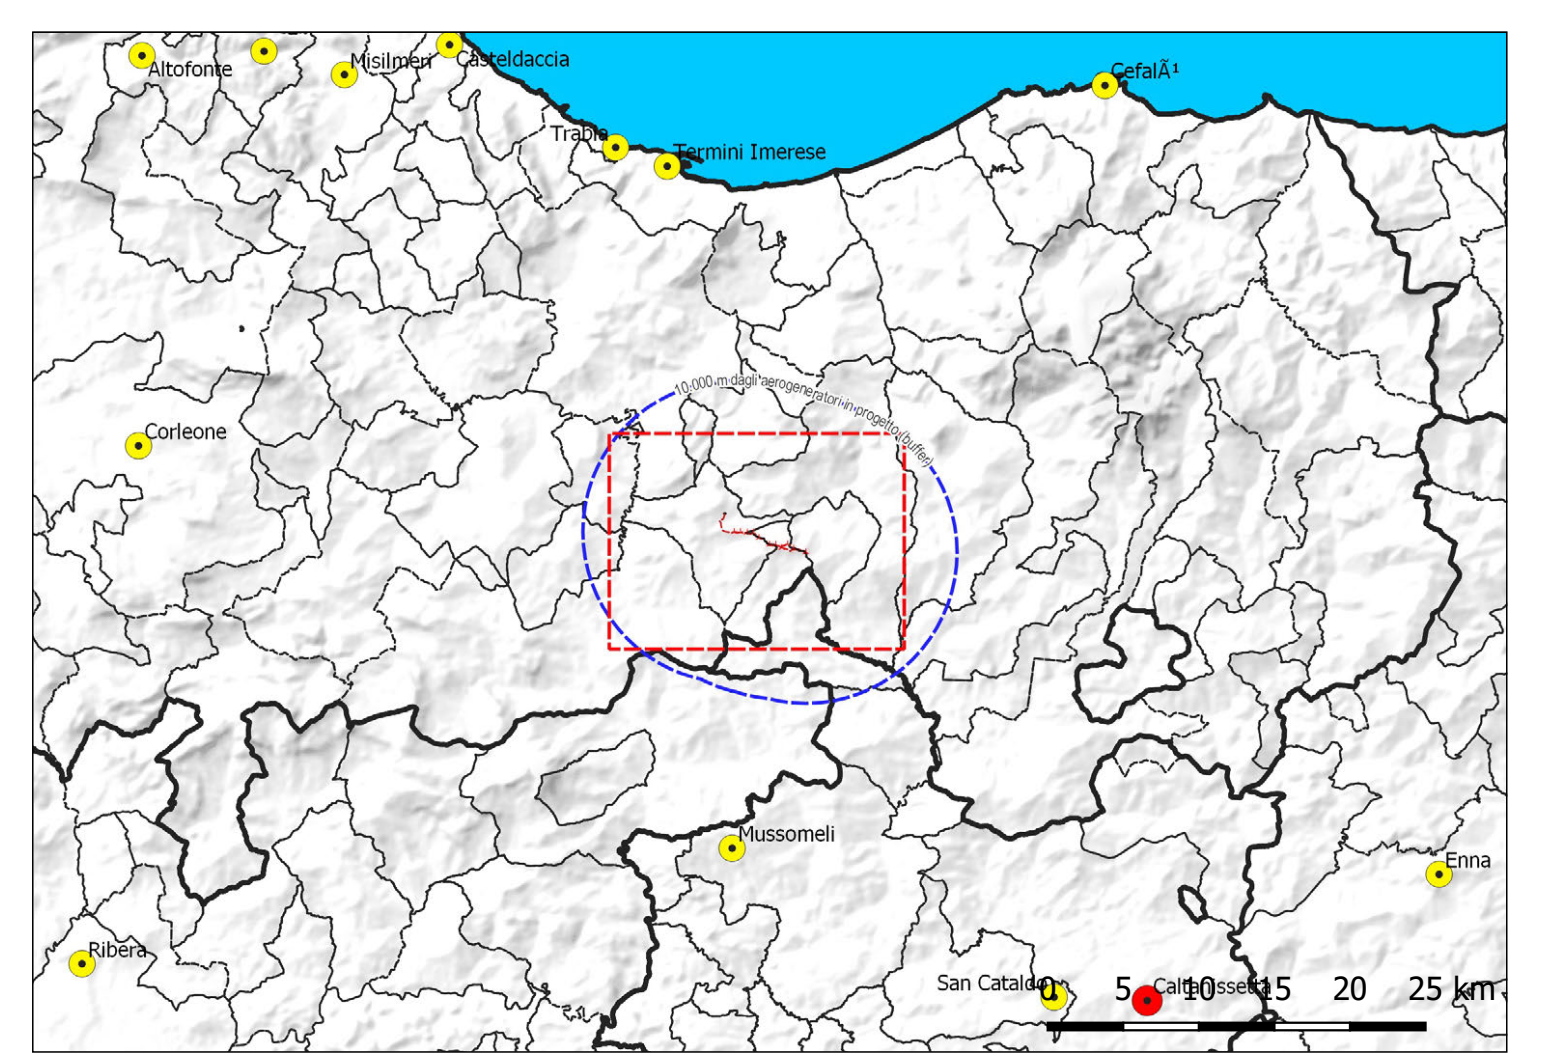 Altofonte
Misilmeri
Casteldaccia
CefalÃ¹
Trabia
Termini Imerese
10.000 m dagli aerogeneratori in progetto (buffer)
Corleone
Mussomeli
Enna
Ribera
San Cataldo
Caltanissetta
0 5 10 15 20 25 km